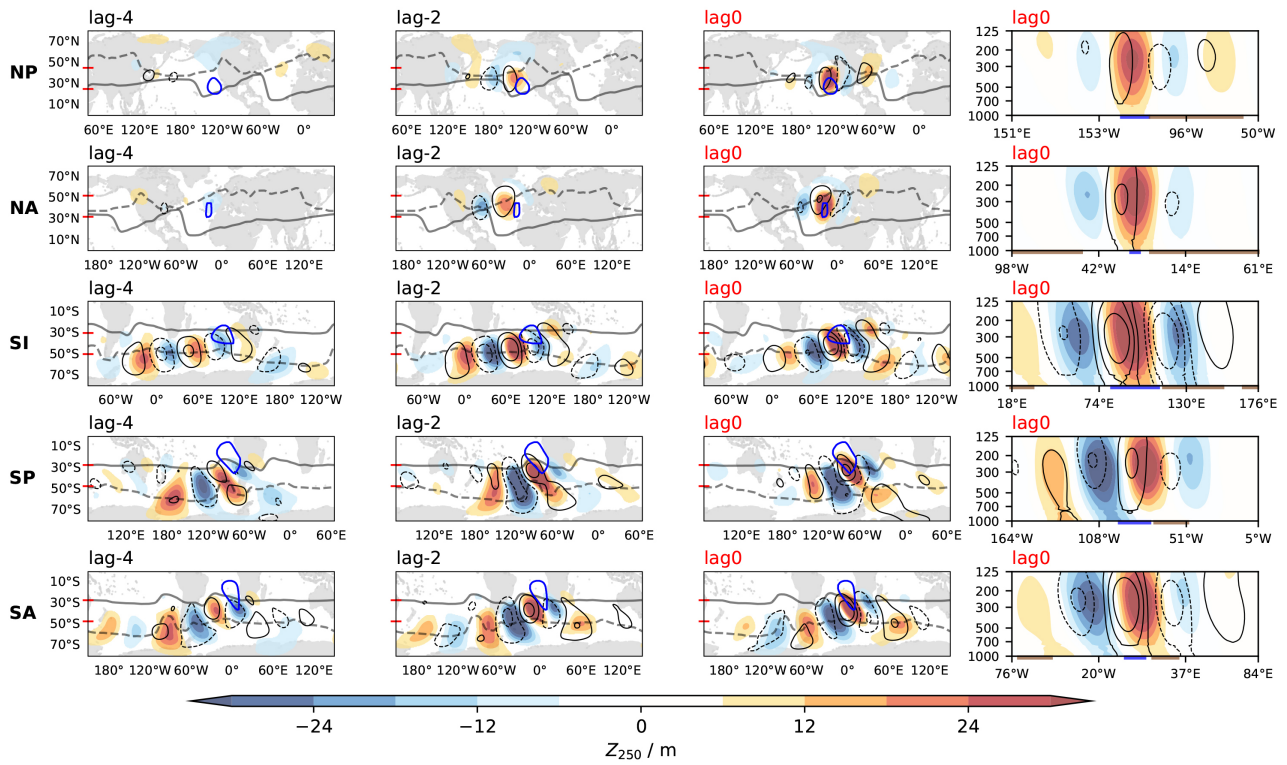 lag-4 lag-2 lag0 lag0
NP
70°N 50°N 30°N 10°N
125 200 300 500 700 1000
60°E 120°E 180° 120°W 60°W 0°
60°E 120°E 180° 120°W 60°W 0°
60°E 120°E 180° 120°W 60°W 0°
151°E 153°W 96°W 50°W
lag-4 lag-2 lag0 lag0
NA
70°N 50°N 30°N 10°N
125 200 300 500 700 1000
180° 120°W 60°W 0° 60°E 120°E
180° 120°W 60°W 0° 60°E 120°E
180° 120°W 60°W 0° 60°E 120°E
98°W 42°W 14°E 61°E
lag-4 lag-2 lag0 lag0
SI
10°S 30°S 50°S 70°S
125 200 300 500 700 1000
60°W 0° 60°E 120°E 180° 120°W
60°W 0° 60°E 120°E 180° 120°W
60°W 0° 60°E 120°E 180° 120°W
18°E 74°E 130°E 176°E
lag-4 lag-2 lag0 lag0
SP
10°S 30°S 50°S 70°S
125 200 300 500 700 1000
120°E 180° 120°W 60°W 0° 60°E
120°E 180° 120°W 60°W 0° 60°E
120°E 180° 120°W 60°W 0° 60°E
164°W 108°W 51°W 5°W
lag-4 lag-2 lag0 lag0
SA
10°S 30°S 50°S 70°S
125 200 300 500 700 1000
180° 120°W 60°W 0° 60°E 120°E
180° 120°W 60°W 0° 60°E 120°E
180° 120°W 60°W 0° 60°E 120°E
76°W 20°W 37°E 84°E
−24 −12 0 12 24
Z250 / m